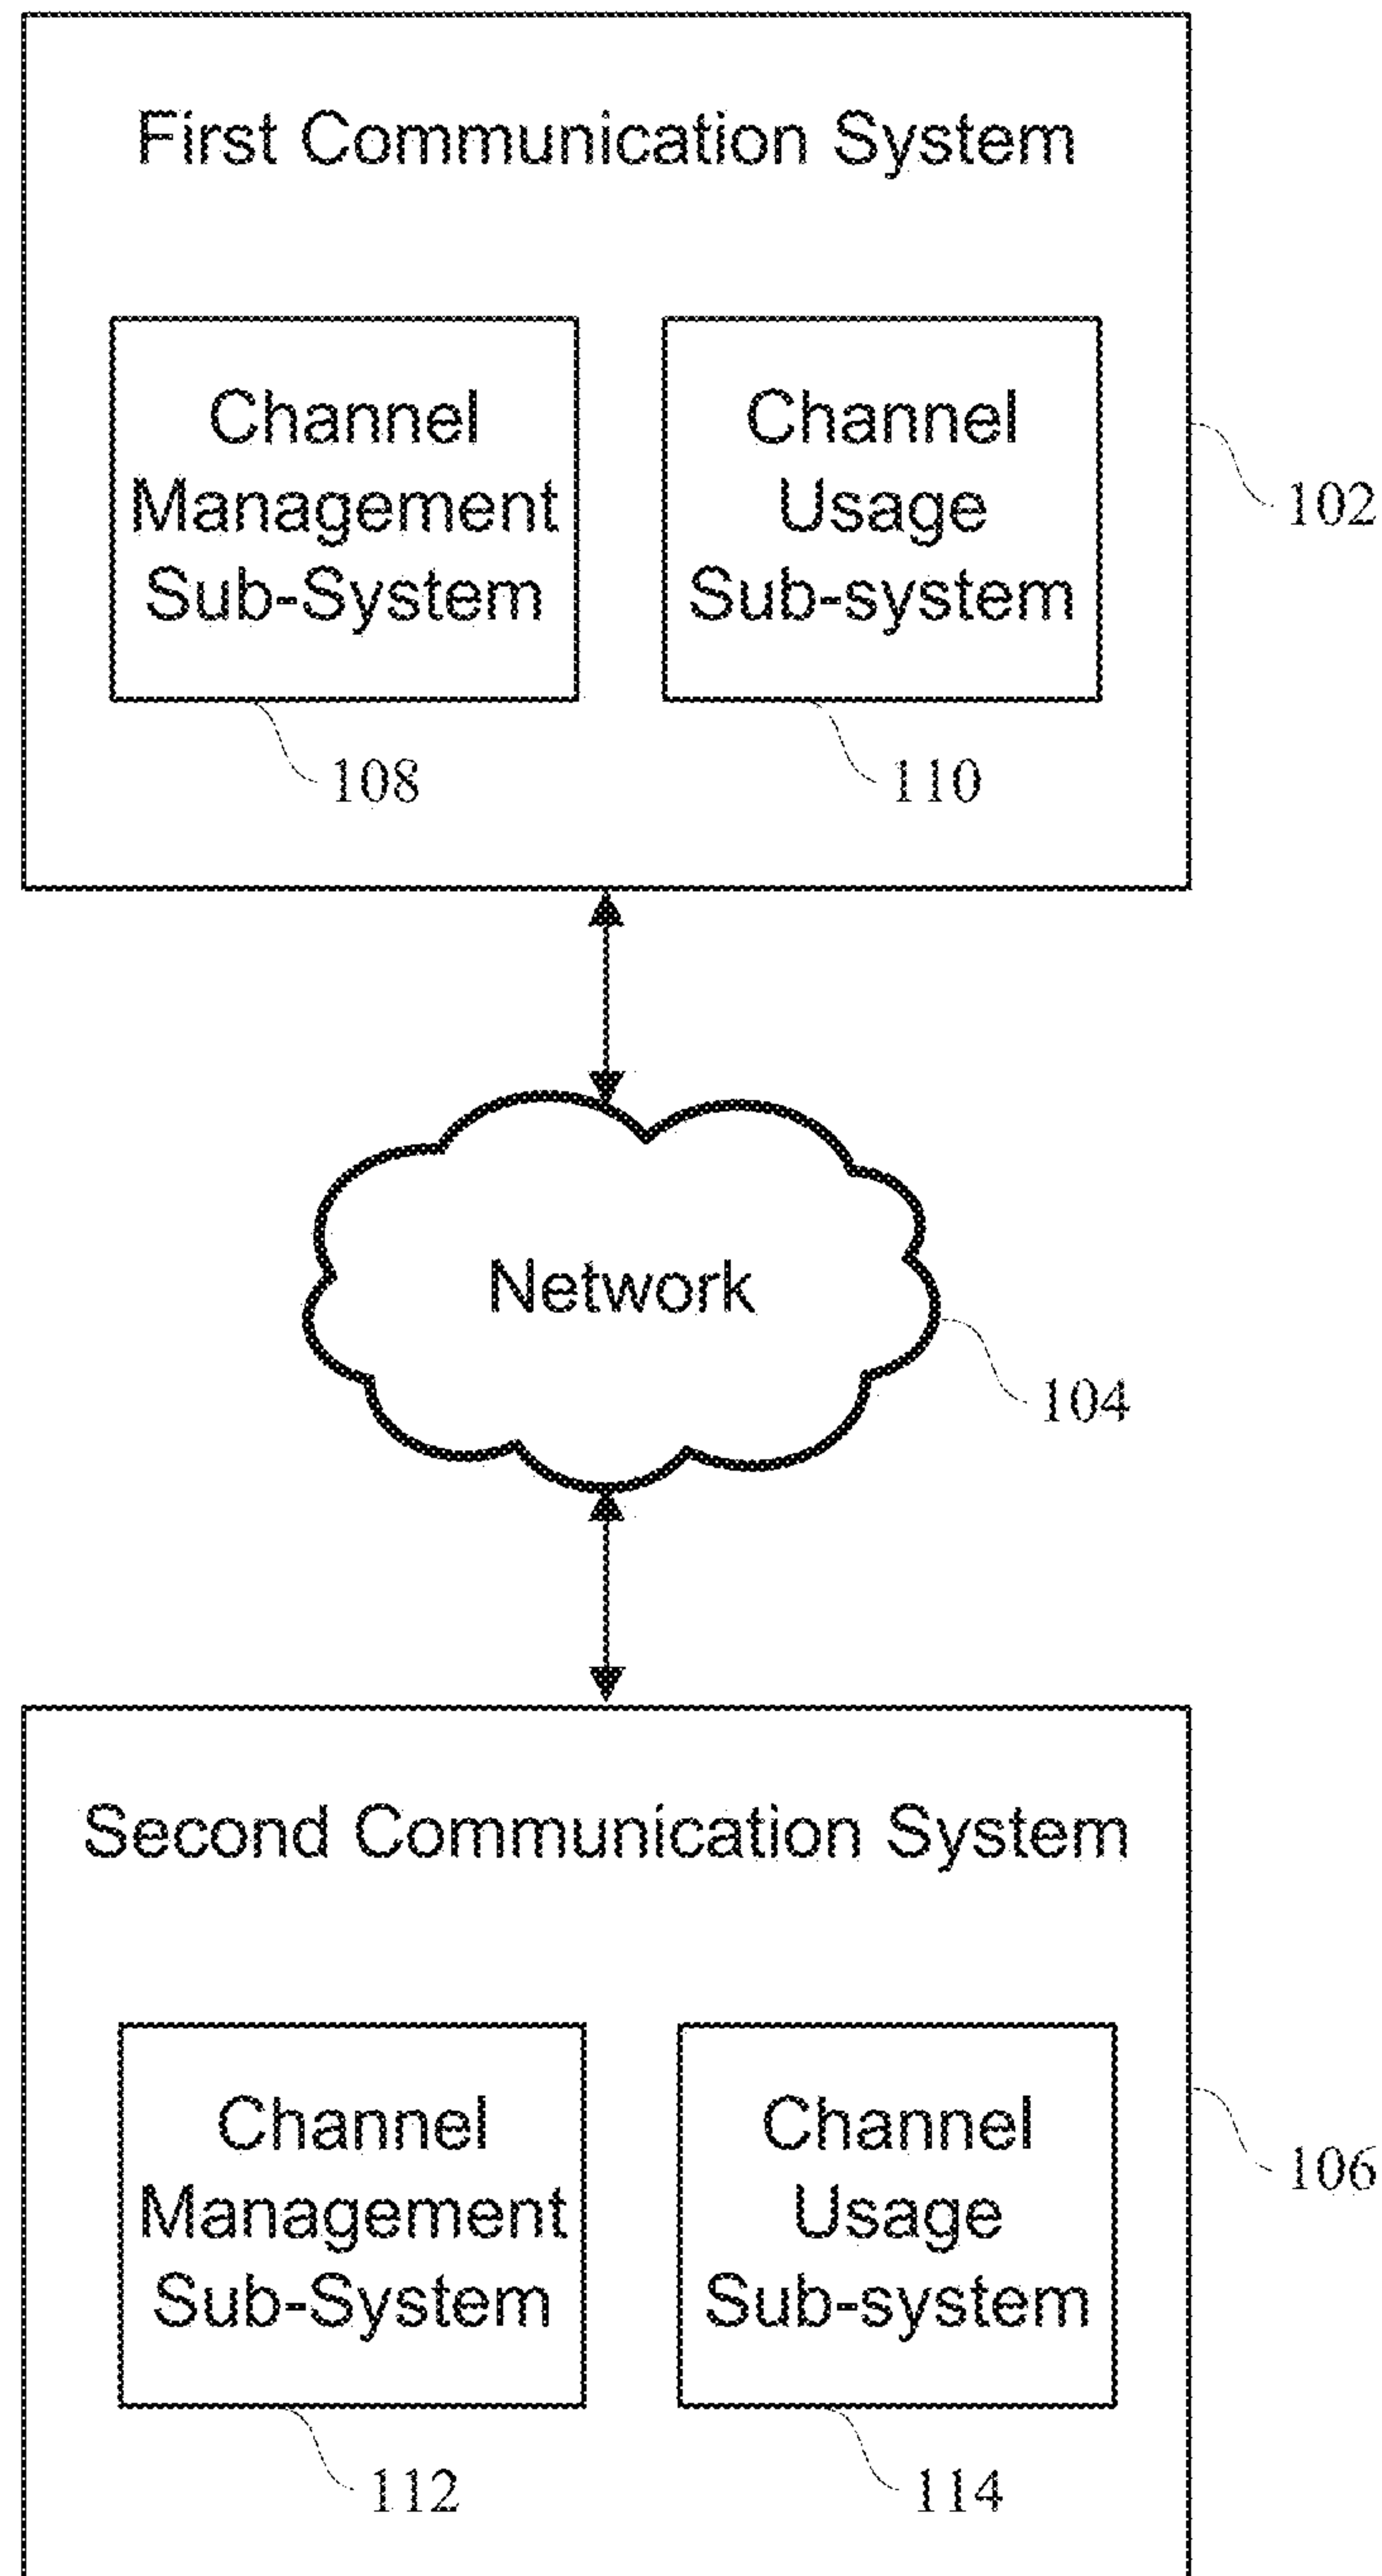 First Communication System
Channel
Management
Sub-System
Channel
Usage
Sub-system
102
108
110
Network
104
Second Communication System
Channel
Management
Sub-System
Channel
Usage
Sub-system
106
112
114